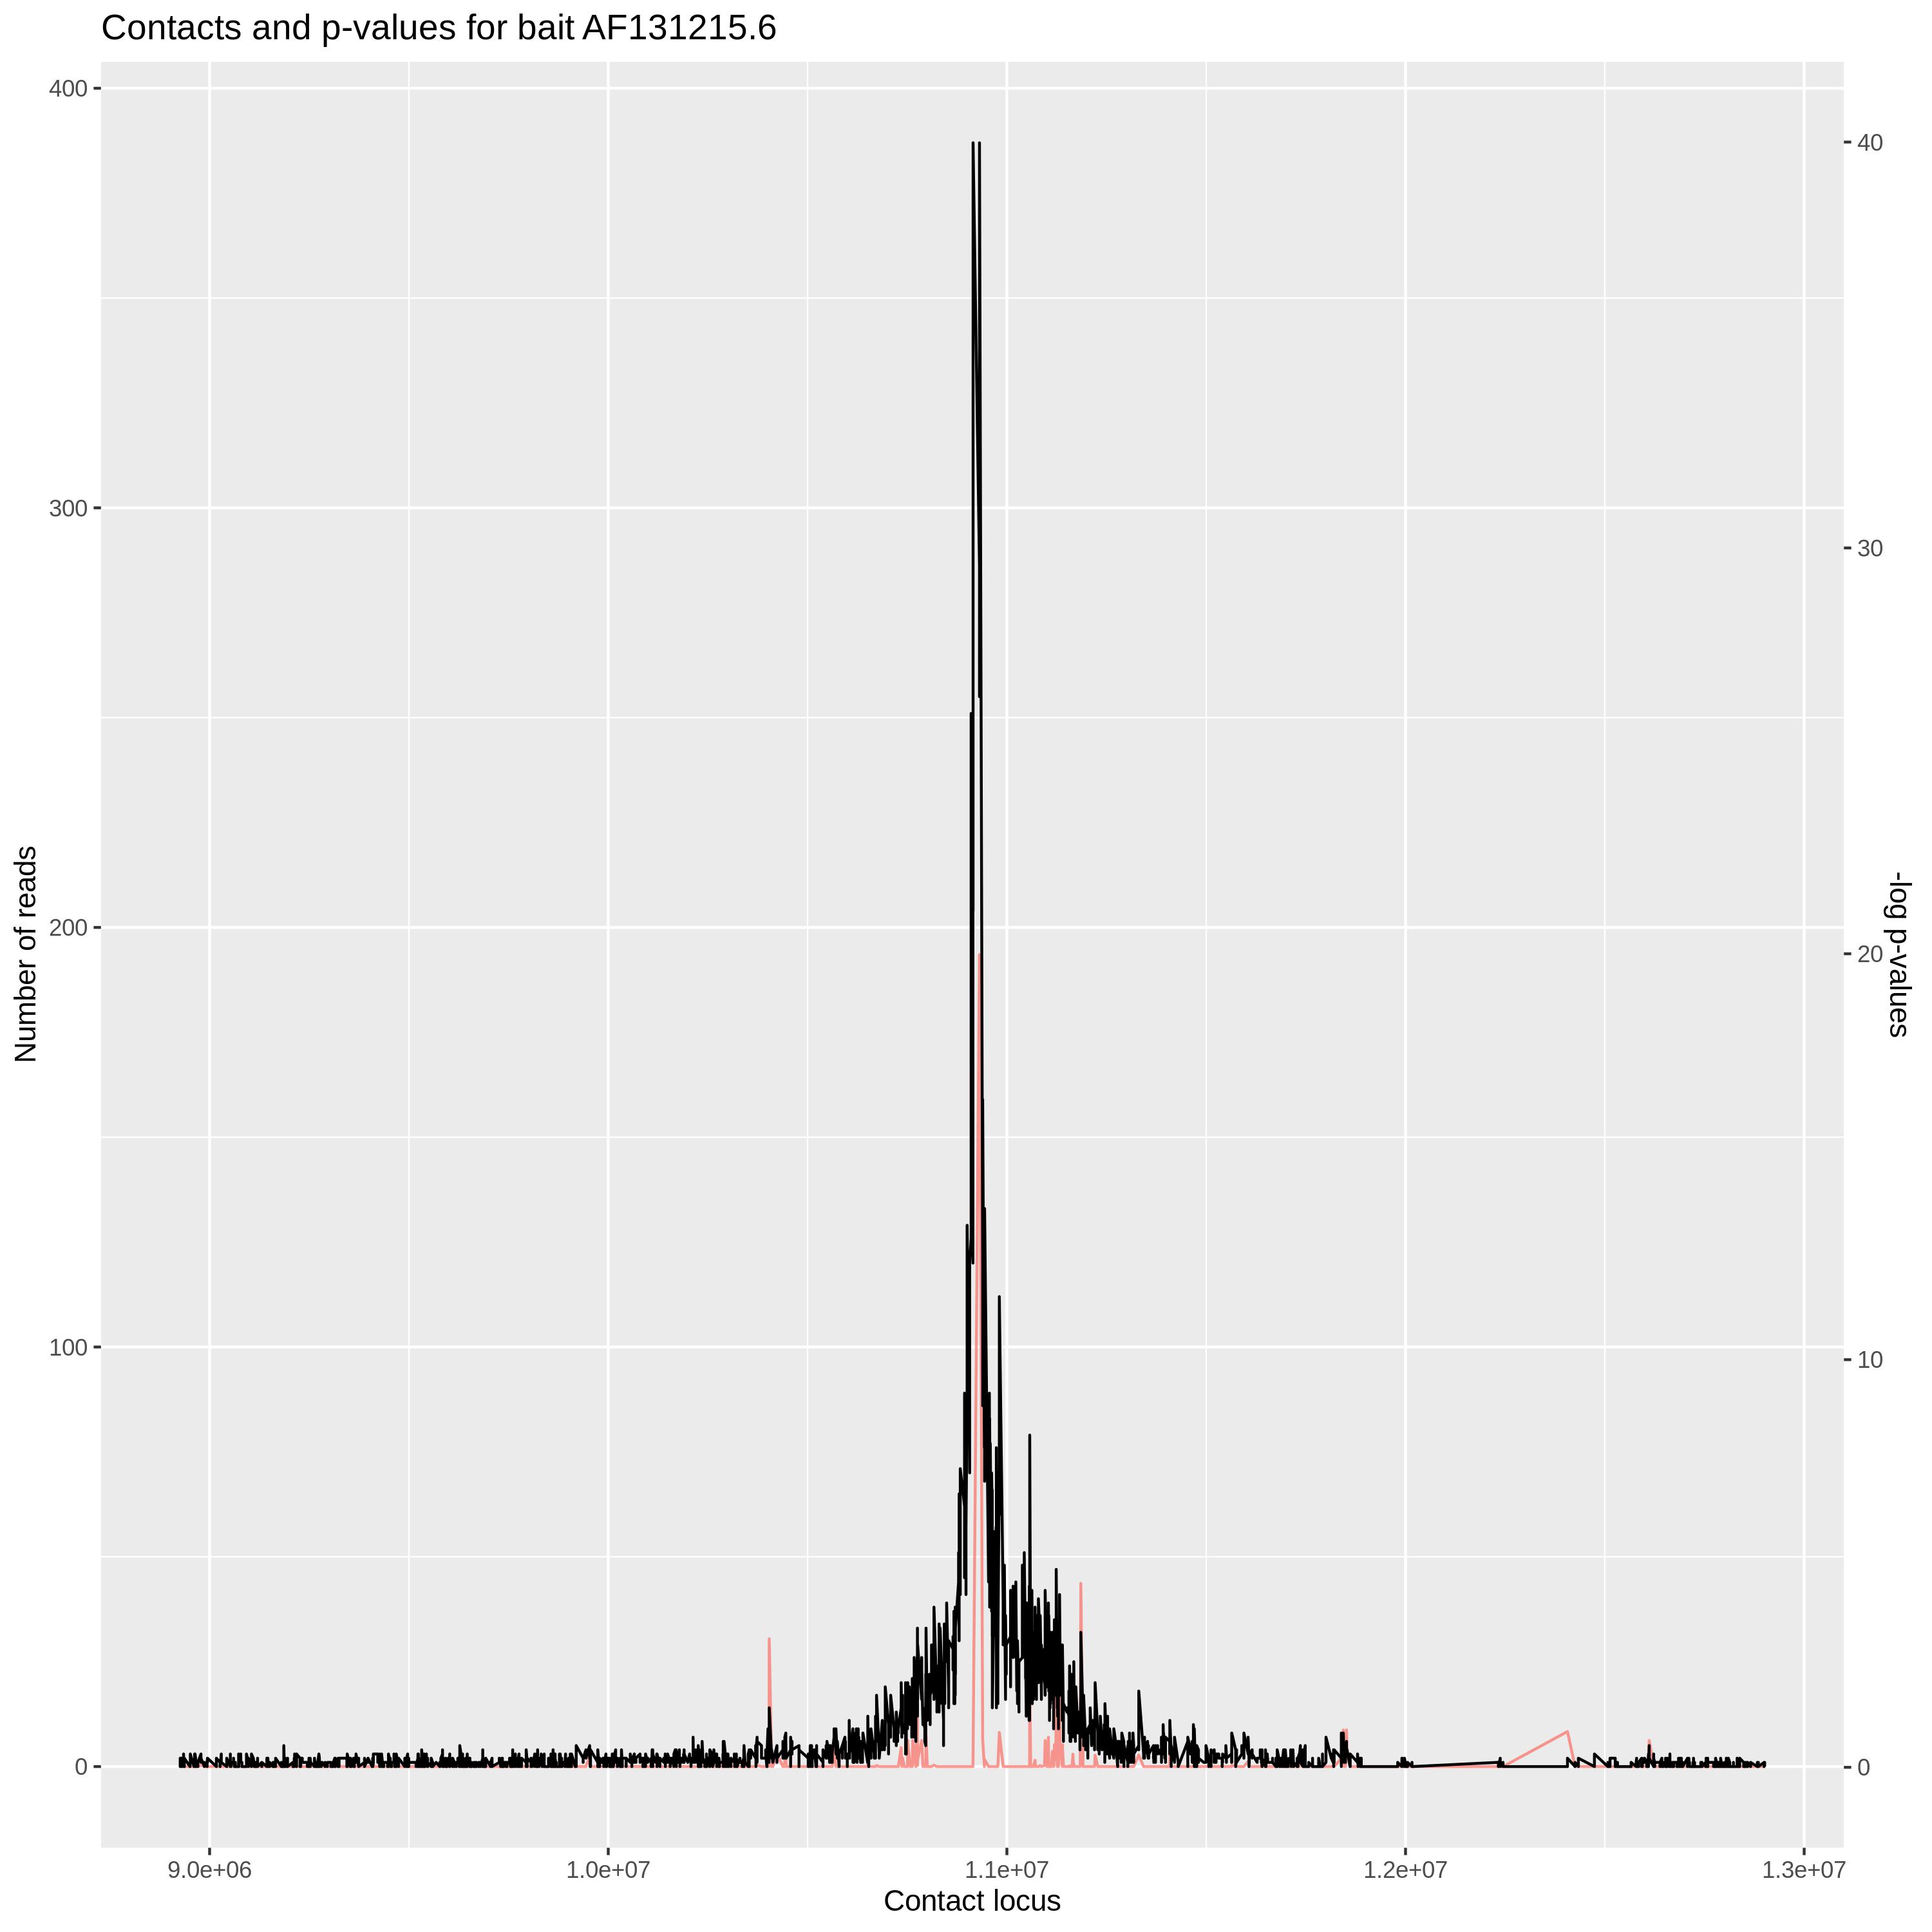 Contacts and p-values for bait AF131215.6
400
300
200
100
0
Number of reads
40
30
20
10
0
-log p-values
9.0e+06
1.0e+07
1.1e+07
1.2e+07
1.3e+07
Contact locus